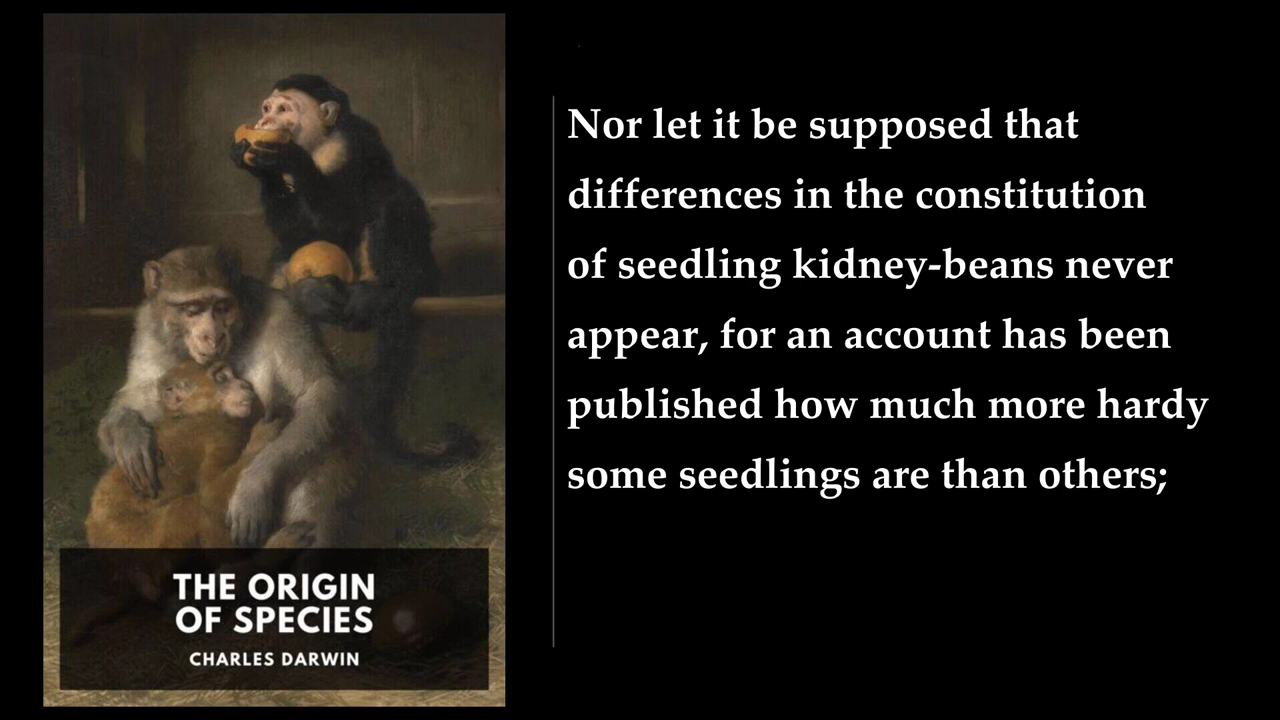 THE ORIGIN
OF SPECIES
CHARLES DARWIN
Nor let it be supposed that
differences in the constitution
of seedling kidney-beans never
appear, for an account has been
published how much more hardy
some seedlings are than others;